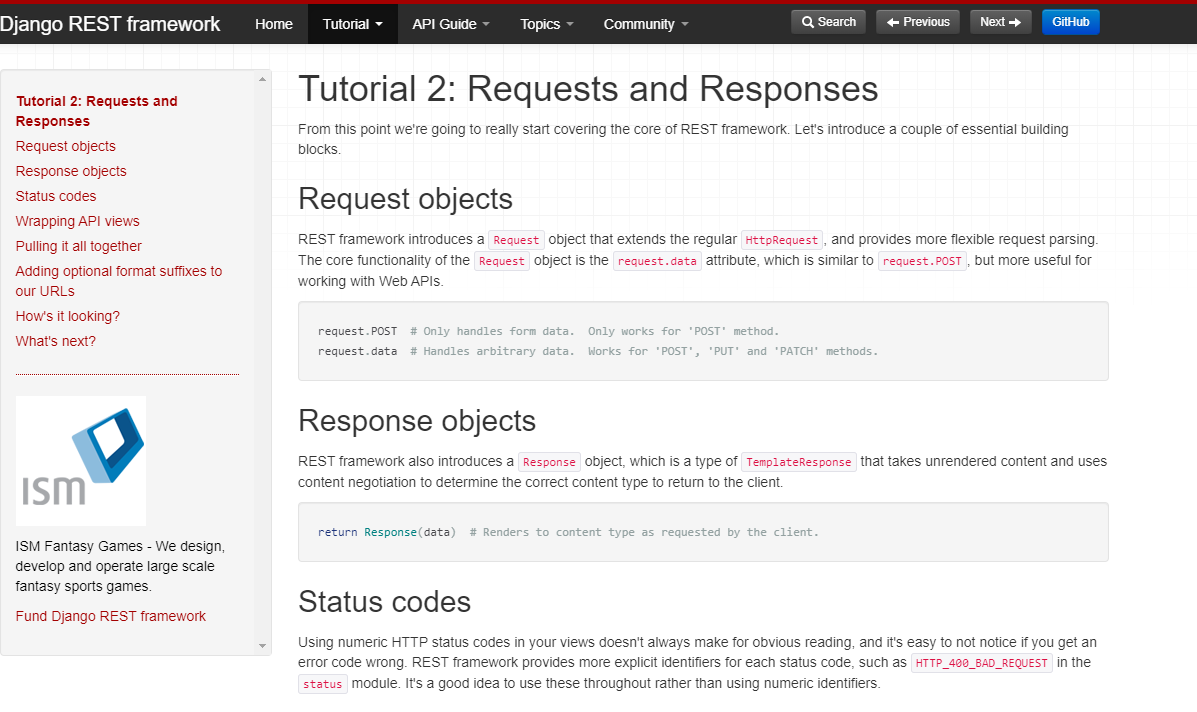 Django REST framework Home Tutorial API Guide Topics Community Search Previous Next GitHub
Tutorial 2: Requests and
Responses
Request objects
Response objects
Status codes
Wrapping API views
Pulling it all together
Adding optional format suffixes to
our URLs
How's it looking?
What's next?
ısm
ISM Fantasy Games - We design,
develop and operate large scale
fantasy sports games.
Fund Django REST framework
Tutorial 2: Requests and Responses
From this point we're going to really start covering the core of REST framework. Let's introduce a couple of essential building
blocks.
Request objects
REST framework introduces a Request object that extends the regular HttpRequest, and provides more flexible request parsing.
The core functionality of the Request object is the request.data attribute, which is similar to request.POST, but more useful for
working with Web APIs.
request.POST  # Only handles form data.  Only works for 'POST' method.
request.data  # Handles arbitrary data.  Works for 'POST', 'PUT' and 'PATCH' methods.
Response objects
REST framework also introduces a Response object, which is a type of TemplateResponse that takes unrendered content and uses
content negotiation to determine the correct content type to return to the client.
return Response(data)  # Renders to content type as requested by the client.
Status codes
Using numeric HTTP status codes in your views doesn't always make for obvious reading, and it's easy to not notice if you get an
error code wrong. REST framework provides more explicit identifiers for each status code, such as HTTP_400_BAD_REQUEST in the
status module. It's a good idea to use these throughout rather than using numeric identifiers.